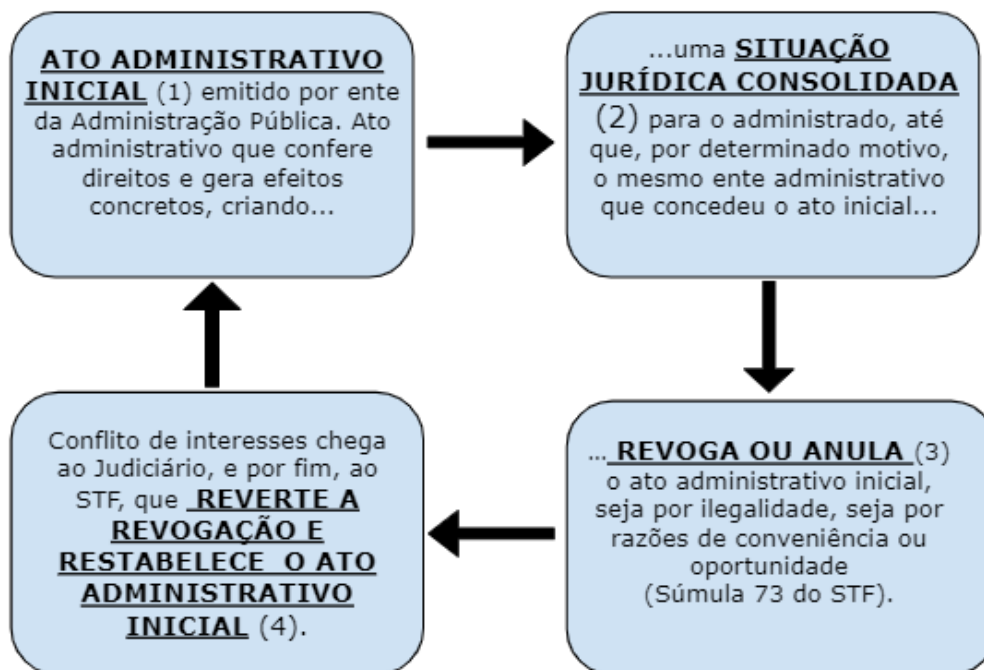 ATO ADMINISTRATIVO
INICIAL (1) emitido por ente
da Administração Pública. Ato
administrativo que confere
direitos e gera efeitos
concretos, criando...
...uma SITUAÇÃO
JURÍDICA CONSOLIDADA
(2) para o administrado, até
que, por determinado motivo,
o mesmo ente administrativo
que concedeu o ato inicial...
... REVOGA OU ANULA (3)
o ato administrativo inicial,
seja por ilegalidade, seja por
razões de conveniência ou
oportunidade
(Súmula 73 do STF).
Conflito de interesses chega
ao Judiciário, e por fim, ao
STF, que REVERTE A
REVOGAÇÃO E
RESTABELECE O ATO
ADMINISTRATIVO
INICIAL (4).